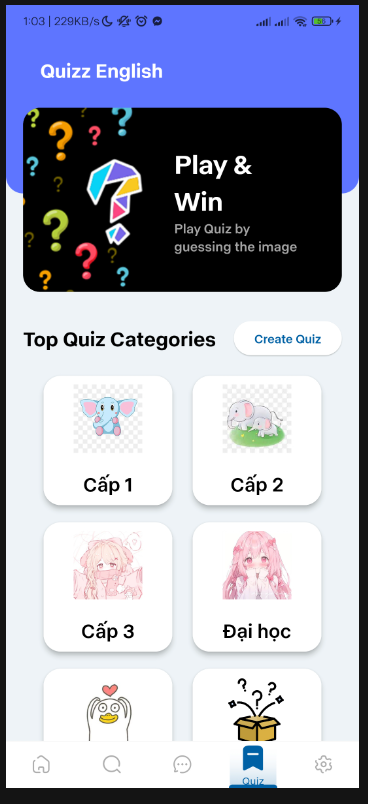 1:03 | 229KB/s
Quizz English
Play &
Win
Play Quiz by
guessing the image
Top Quiz Categories
Create Quiz
Cấp 1
Cấp 2
Cấp 3
Đại học
Quiz